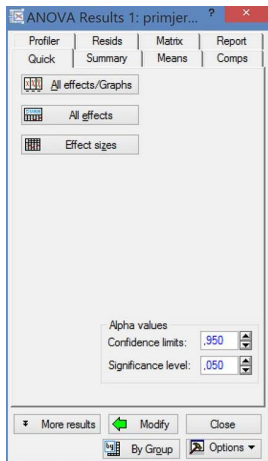 ANOVA Results 1: primjer... ? ×
Profiler Resids Matrix Report
Quick Summary Means Comps
All effects/Graphs
All effects
Effect sizes
Alpha values
Confidence limits: ,950
Significance level: ,050
More results Modify Close
By Group Options